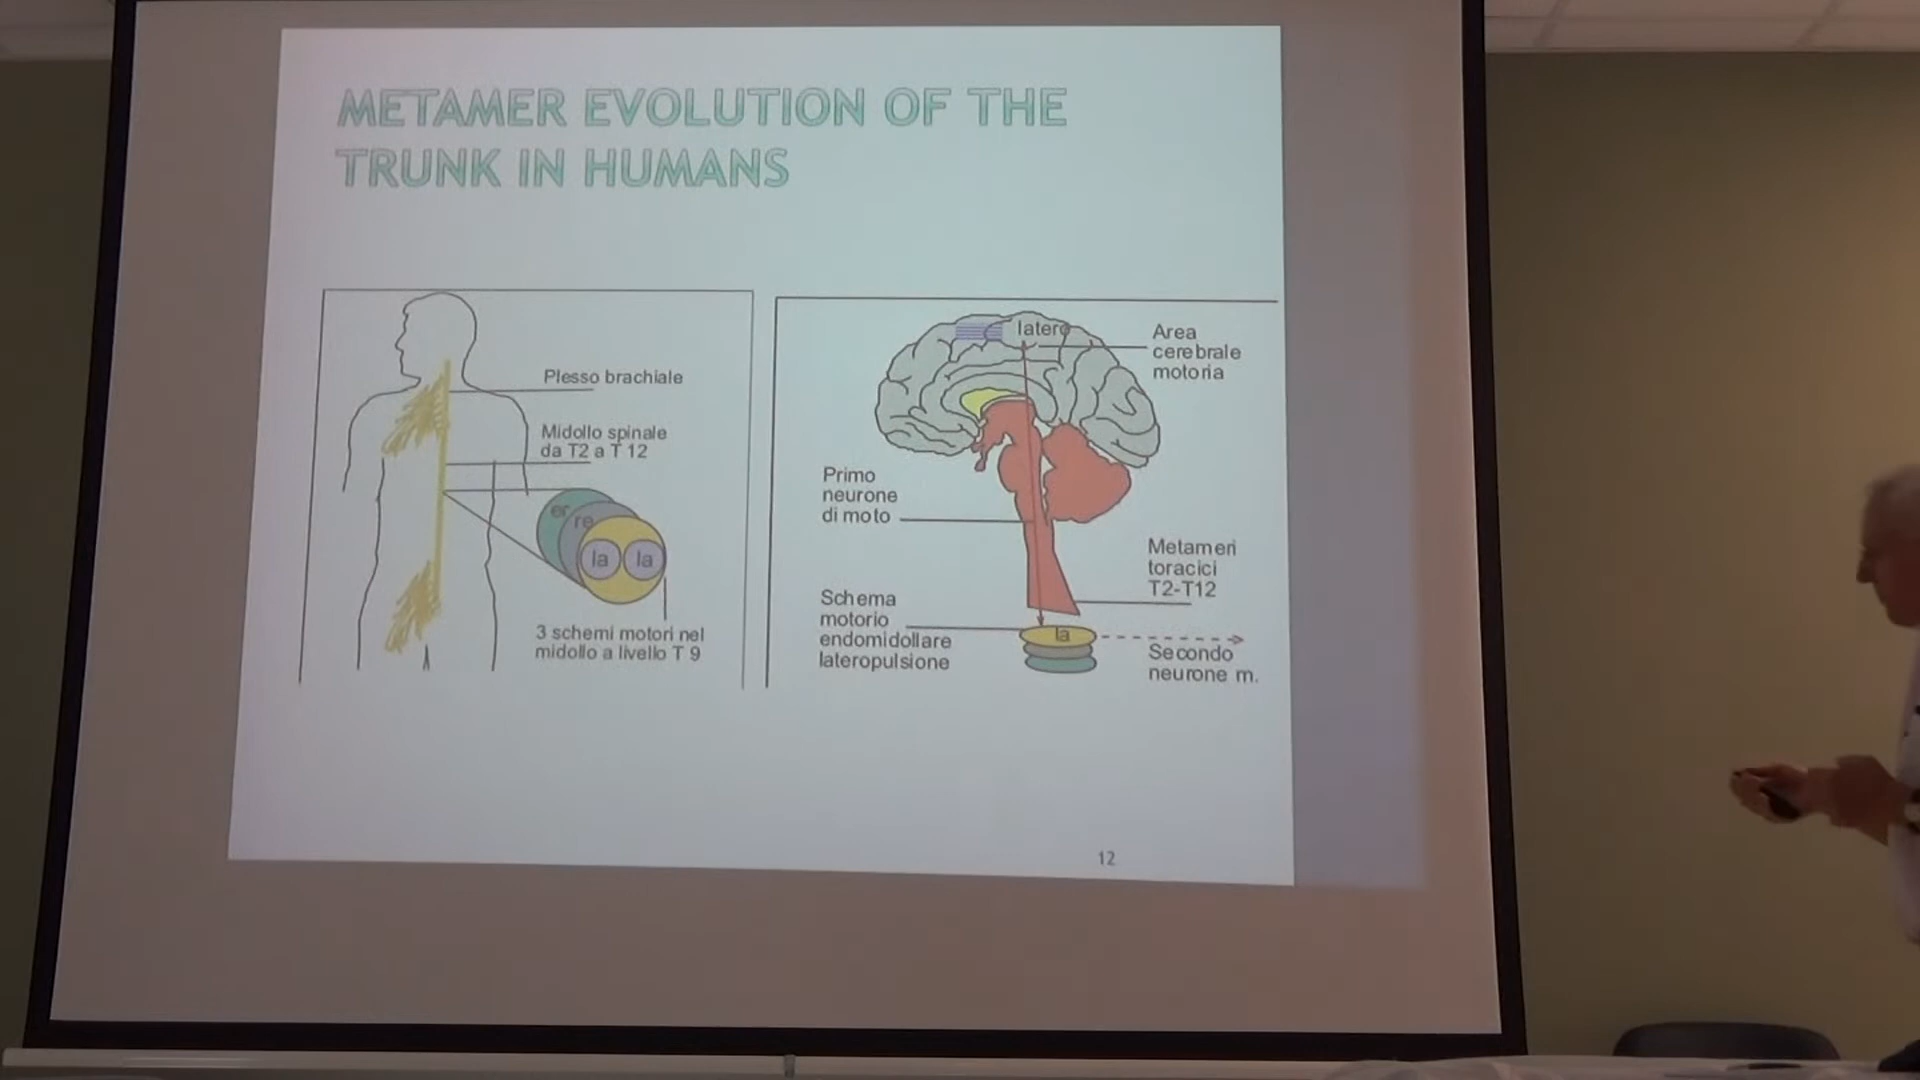 METAMER EVOLUTION OF THE
TRUNK IN HUMANS
Plesso brachiale
Midollo spinale
da T2 a T 12
er
re
la la
3 schemi motori nel
midollo a livello T 9
latero
Area
cerebrale
motoria
Primo
neurone
di moto
Metameri
toracici
T2-T12
Schema
motorio
endomidollare
lateropulsione
la
Secondo
neurone m.
12